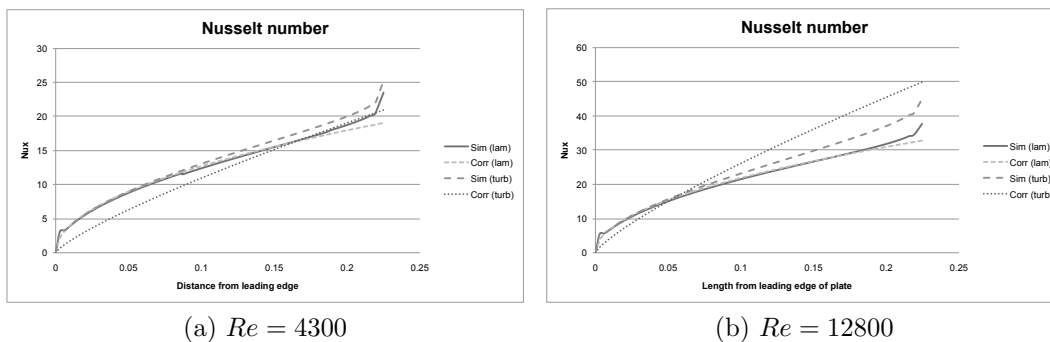 Nusselt number
30
25
20
15
10
5
0
Nux
0
0.05
0.1
0.15
0.2
0.25
Distance from leading edge
Sim (lam)
Corr (lam)
Sim (turb)
Corr (turb)
(a) Re = 4300
Nusselt number
60
50
40
30
20
10
0
Nux
0
0.05
0.1
0.15
0.2
0.25
Length from leading edge of plate
Sim (lam)
Corr (lam)
Sim (turb)
Corr (turb
(b) Re = 12800